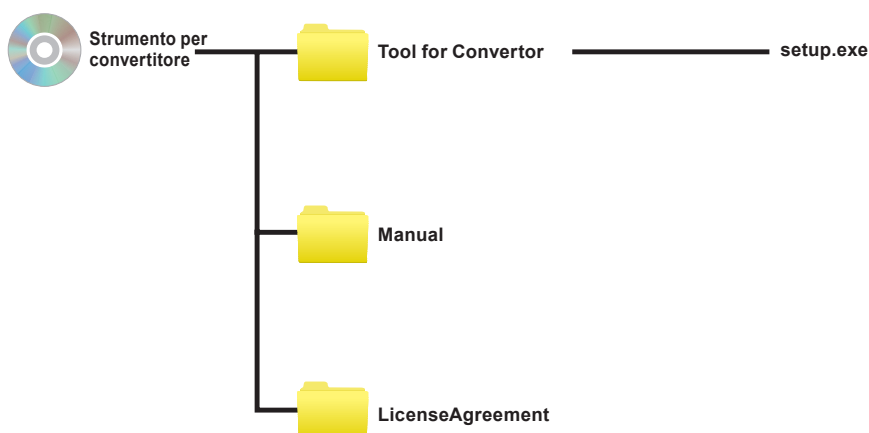 Strumento per
convertitore
Tool for Convertor
setup.exe
Manual
LicenseAgreement